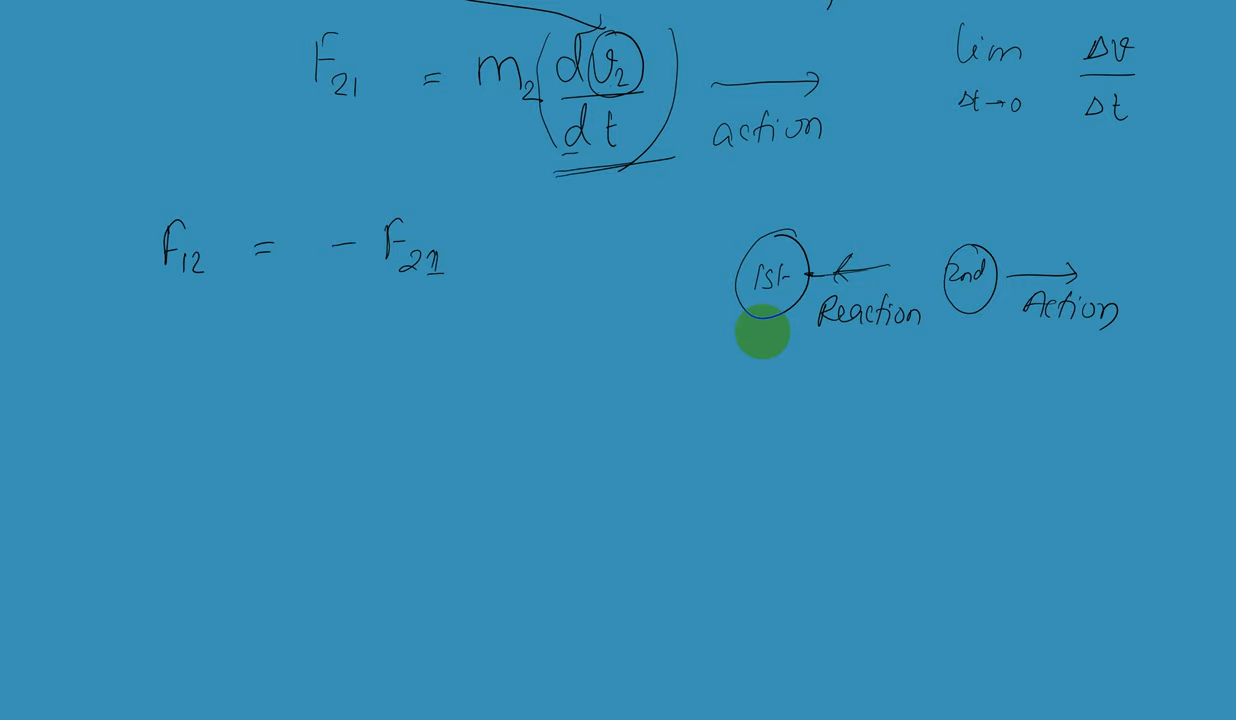 F₂₁ = m₂(dv₂/dt) → action
lim Δt→0 Δv/Δt
F₁₂ = - F₂₁
1st ← Reaction
2nd → Action